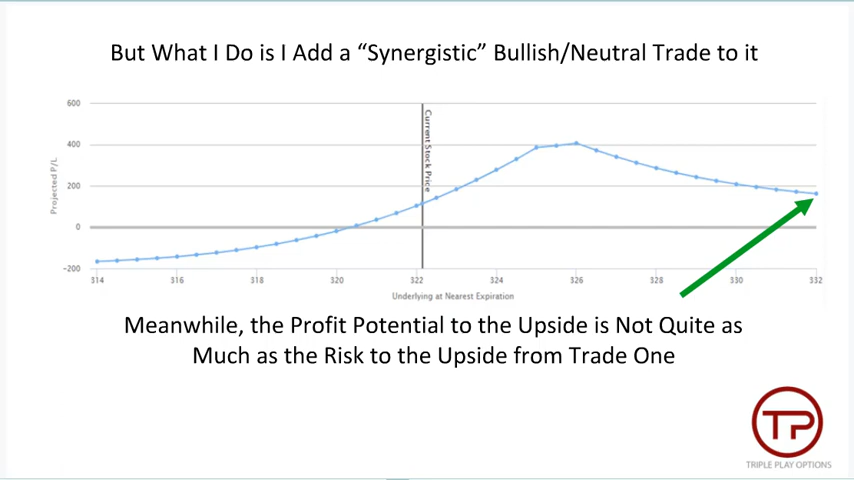 But What I Do is I Add a “Synergistic” Bullish/Neutral Trade to it
600
400
200
0
-200
Projected P/L
Current Stock Price
314 316 318 320 322 324 326 328 330 332
Underlying at Nearest Expiration
Meanwhile, the Profit Potential to the Upside is Not Quite as
Much as the Risk to the Upside from Trade One
TP
TRIPLE PLAY OPTIONS